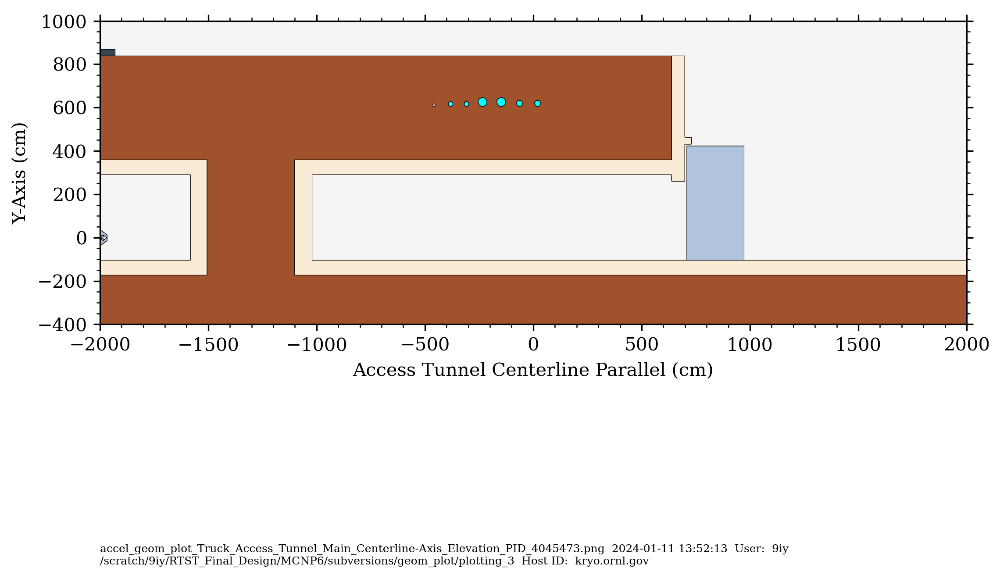 1000
800
600
400
200
0
−200
−400
Y-Axis (cm)
−2000 −1500 −1000 −500 0 500 1000 1500 2000
Access Tunnel Centerline Parallel (cm)
accel_geom_plot_Truck_Access_Tunnel_Main_Centerline-Axis_Elevation_PID_4045473.png 2024-01-11 13:52:13 User: 9iy
/scratch/9iy/RTST_Final_Design/MCNP6/subversions/geom_plot/plotting_3 Host ID: kryo.ornl.gov